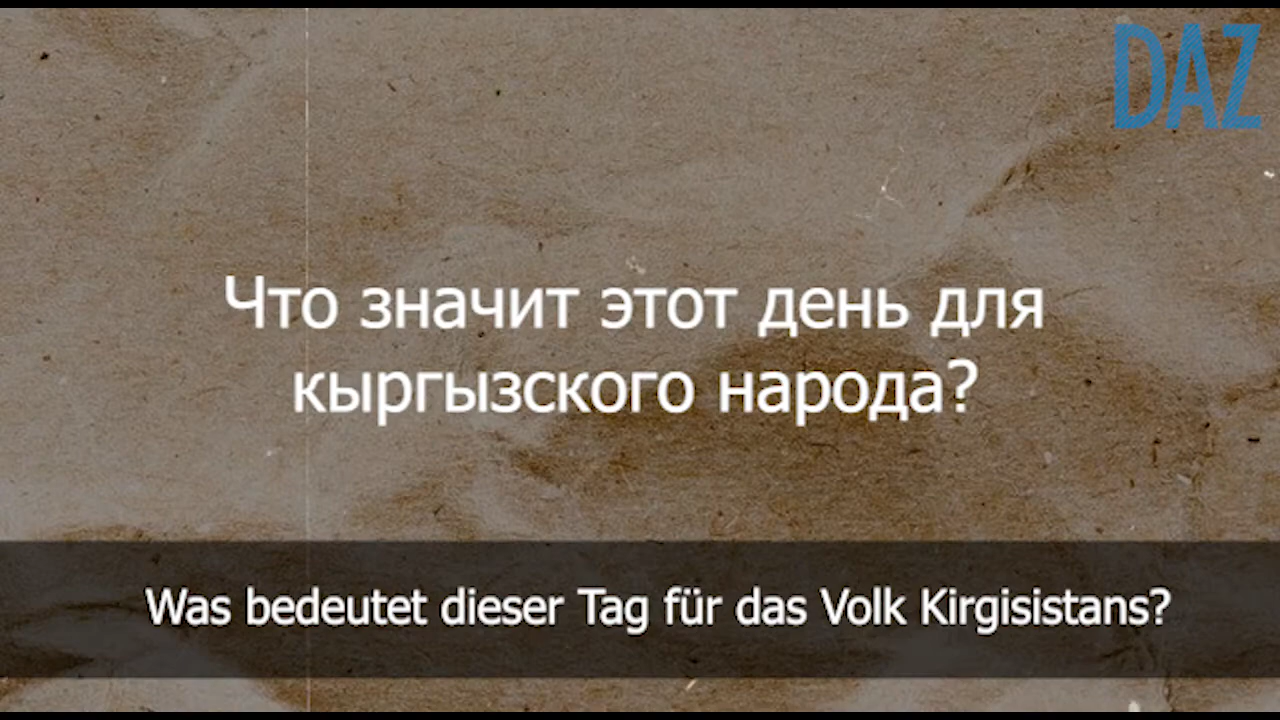 DAZ
Что значит этот день для
кыргызского народа?
Was bedeutet dieser Tag für das Volk Kirgisistans?